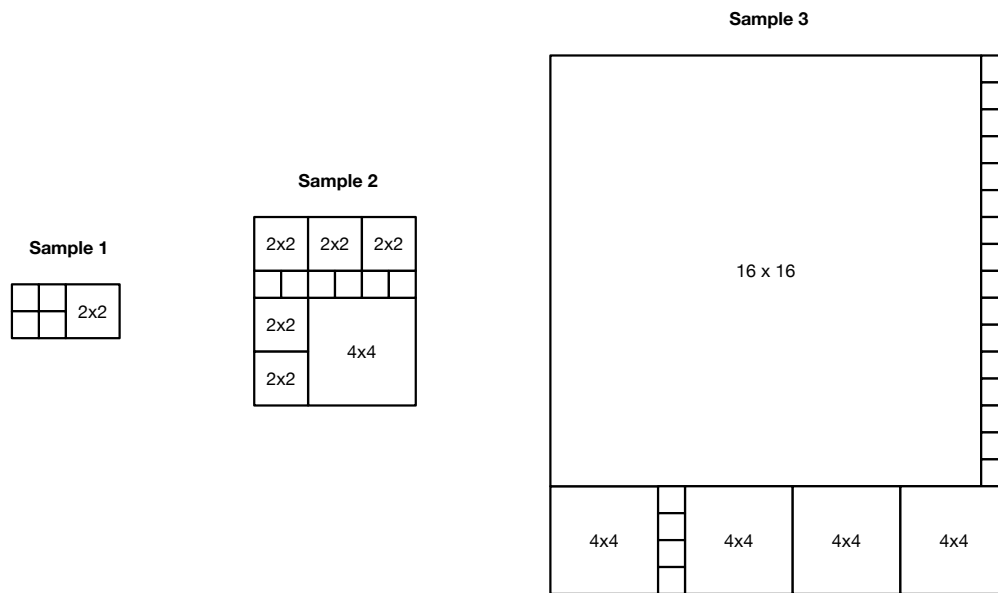 Sample 3
Sample 2
Sample 1
2x2 2x2 2x2
2x2
2x2
4x4
2x2
16 x 16
4x4 4x4 4x4 4x4